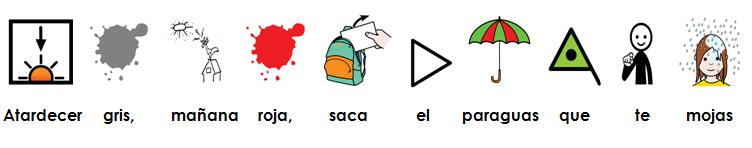 Atardecer gris, mañana roja, saca el paraguas que te mojas